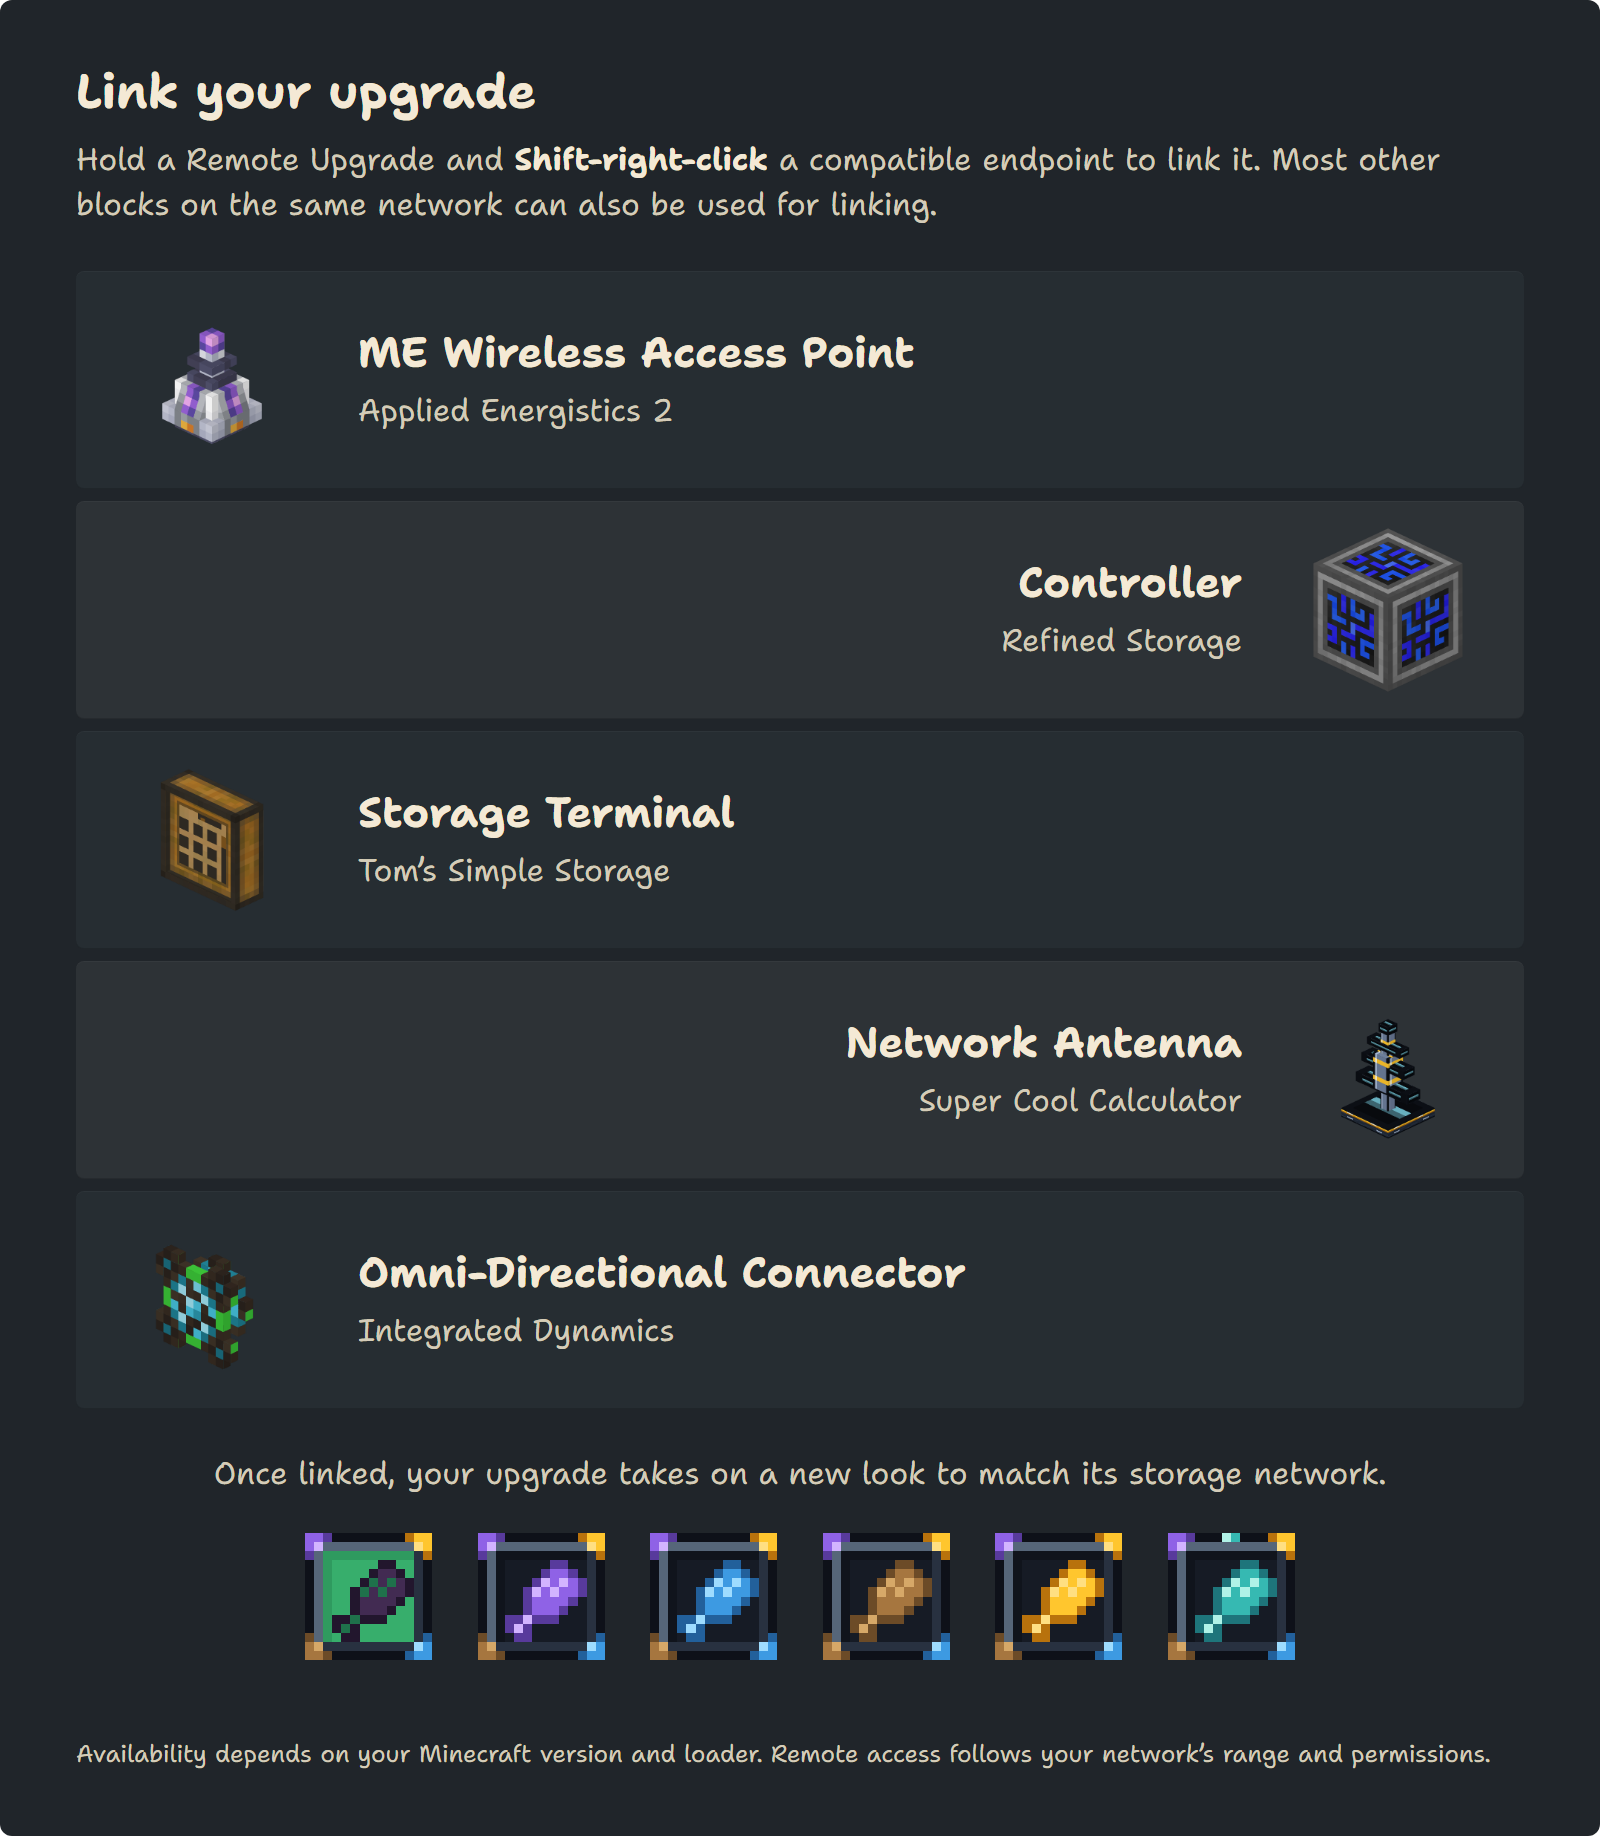 Link your upgrade
Hold a Remote Upgrade and Shift-right-click a compatible endpoint to link it. Most other
blocks on the same network can also be used for linking.
ME Wireless Access Point
Applied Energistics 2
Controller
Refined Storage
Storage Terminal
Tom’s Simple Storage
Network Antenna
Super Cool Calculator
Omni-Directional Connector
Integrated Dynamics
Once linked, your upgrade takes on a new look to match its storage network.
Availability depends on your Minecraft version and loader. Remote access follows your network’s range and permissions.